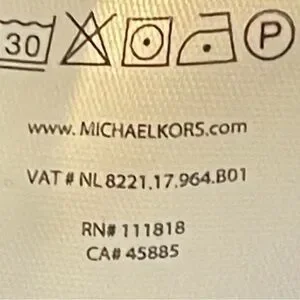 30 P
www.MICHAELKORS.com
VAT # NL 8221.17.964.B01
RN# 111818
CA# 45885